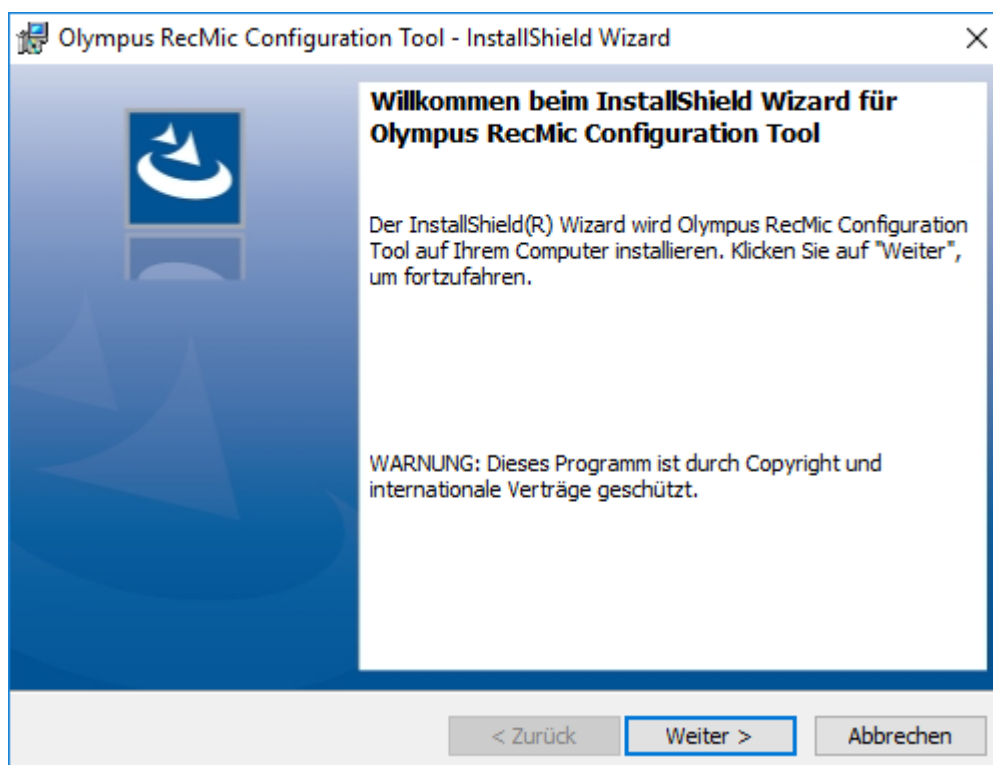 Olympus RecMic Configuration Tool - InstallShield Wizard
Willkommen beim InstallShield Wizard für
Olympus RecMic Configuration Tool
Der InstallShield(R) Wizard wird Olympus RecMic Configuration
Tool auf Ihrem Computer installieren. Klicken Sie auf "Weiter",
um fortzufahren.
WARNUNG: Dieses Programm ist durch Copyright und
internationale Verträge geschützt.
< Zurück
Weiter >
Abbrechen